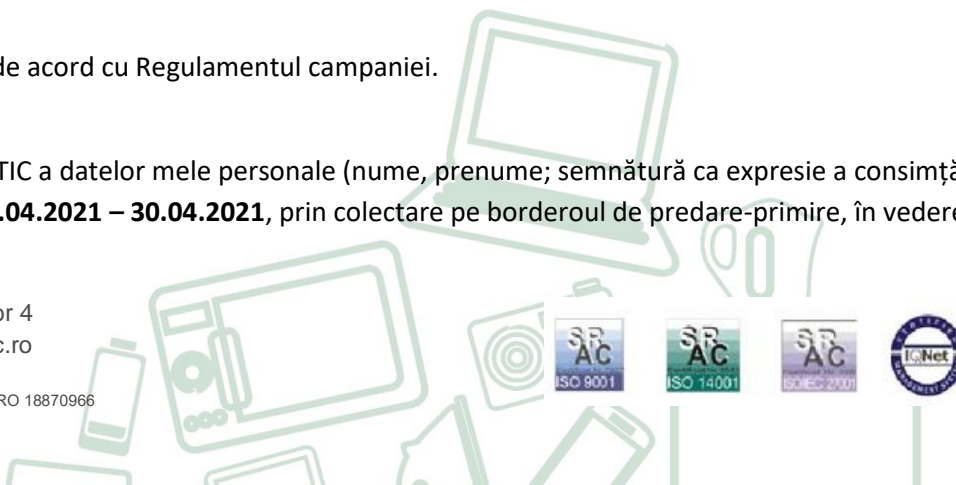 de acord cu Regulamentul campaniei.
TIC a datelor mele personale (nume, prenume; semnătură ca expresie a consimță
.04.2021 – 30.04.2021, prin colectare pe borderoul de predare-primire, în vedere
or 4
c.ro
RO 18870966
SR AC
ISO 9001
SR AC
ISO 14001
SR AC
ISO/IEC 27001
IQNet